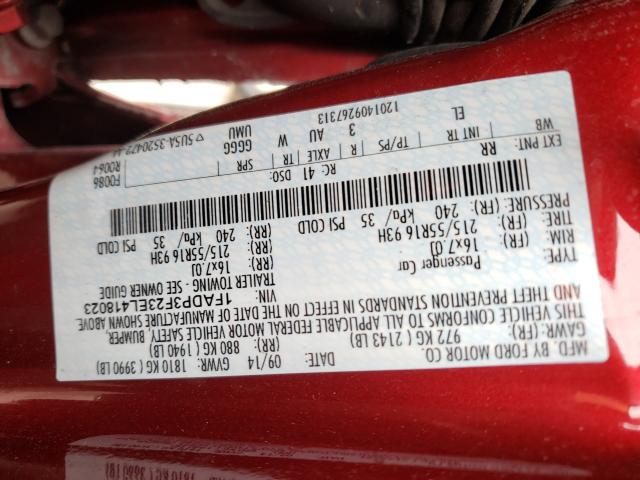 MFD. BY FORD MOTOR CO.
DATE: 09/14 GVWR: 1810 KG ( 3990 LB)
GAWR: (FR): 972 KG ( 2143 LB) (RR): 880 KG ( 1940 LB)
THIS VEHICLE CONFORMS TO ALL APPLICABLE FEDERAL MOTOR VEHICLE SAFETY, BUMPER,
AND THEFT PREVENTION STANDARDS IN EFFECT ON THE DATE OF MANUFACTURE SHOWN ABOVE.
VIN: 1FADP3F23EL418023
TYPE: Passenger Car TRAILER TOWING - SEE OWNER GUIDE
RIM: 16x7.0J 16x7.0J
TIRE: (FR): 215/55R16 93H (RR): 215/55R16 93H
PRESSURE: (FR): 240 kPa/ 35 PSI COLD (RR): 240 kPa/ 35 PSI COLD
EXT PNT: RR RC: 41 DSO: F0086
WB INT TR TP/PS R AXLE TR SPR R0064
EL 3 AU W GGGG
UMU
1201409267313 5U5A-3520472-